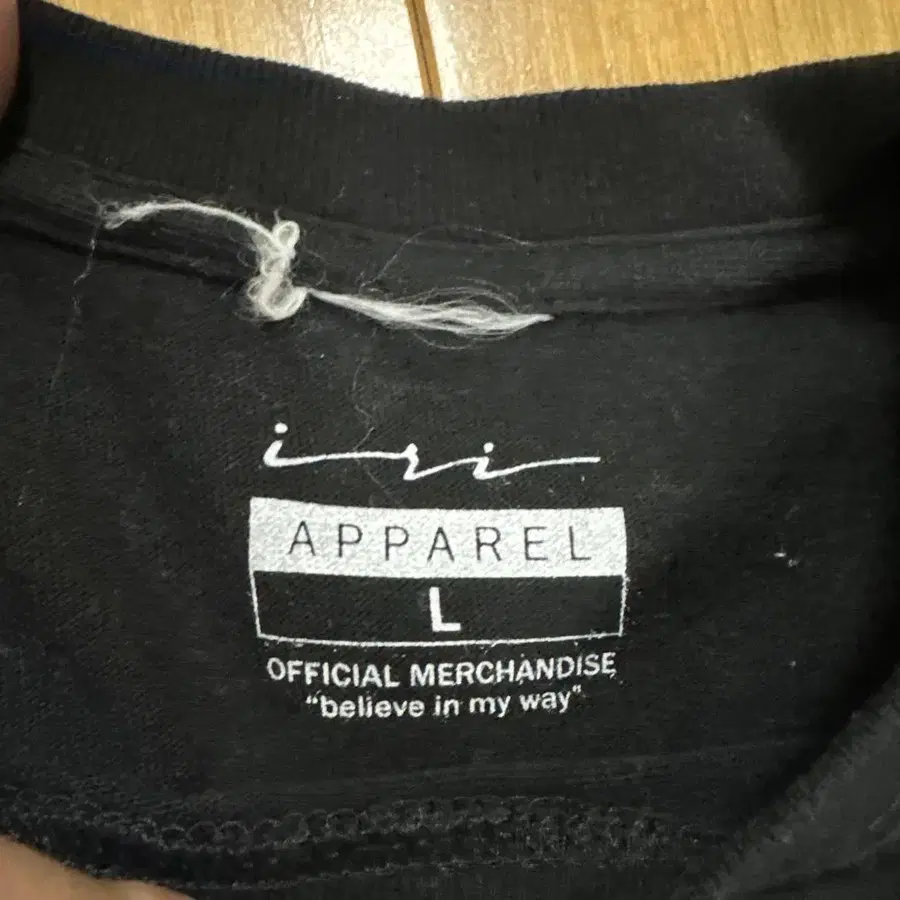 iri
APPAREL
L
OFFICIAL MERCHANDISE
"believe in my way"